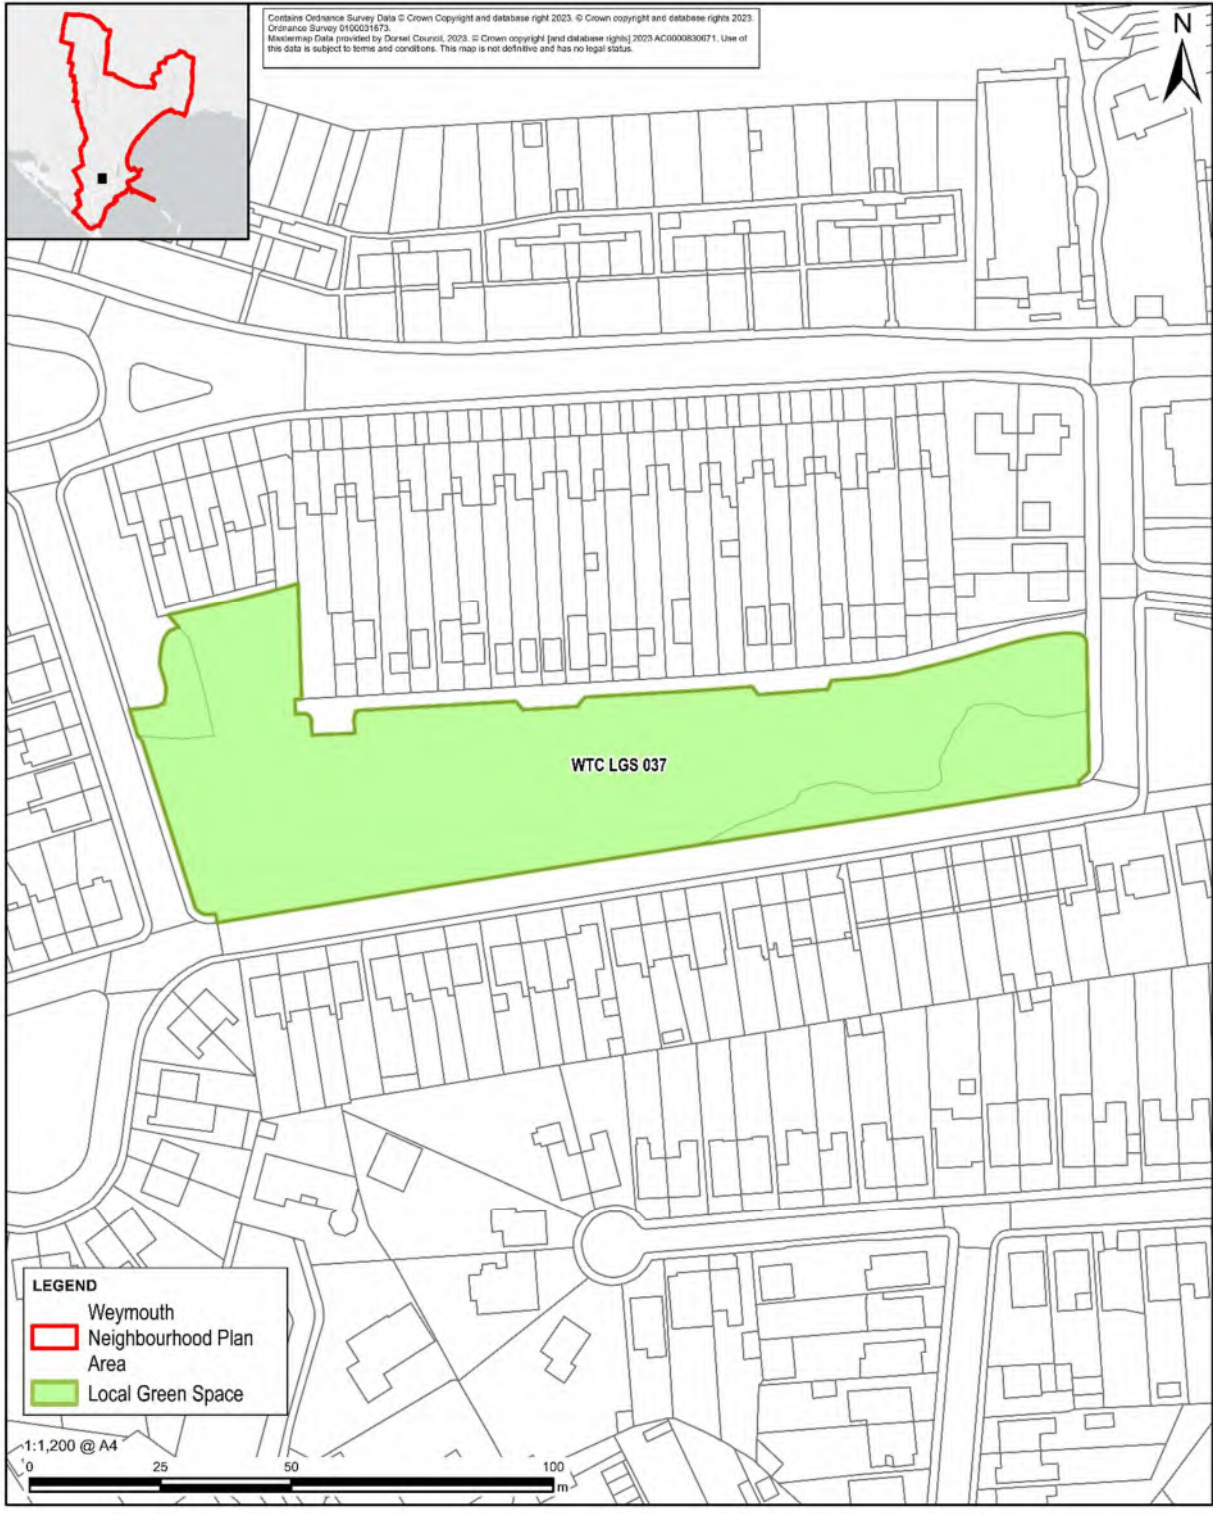 Contains Ordnance Survey Data © Crown Copyright and database right 2023. © Crown copyright and database rights 2023.
Ordnance Survey 0100031673.
Mastermap Data provided by Dorset Council, 2023. © Crown copyright [and database rights] 2023 AC0000830671. Use of
this data is subject to terms and conditions. This map is not definitive and has no legal status.
N
WTC LGS 037
LEGEND
Weymouth
Neighbourhood Plan
Area
Local Green Space
1:1,200 @ A4
0 25 50 100
m